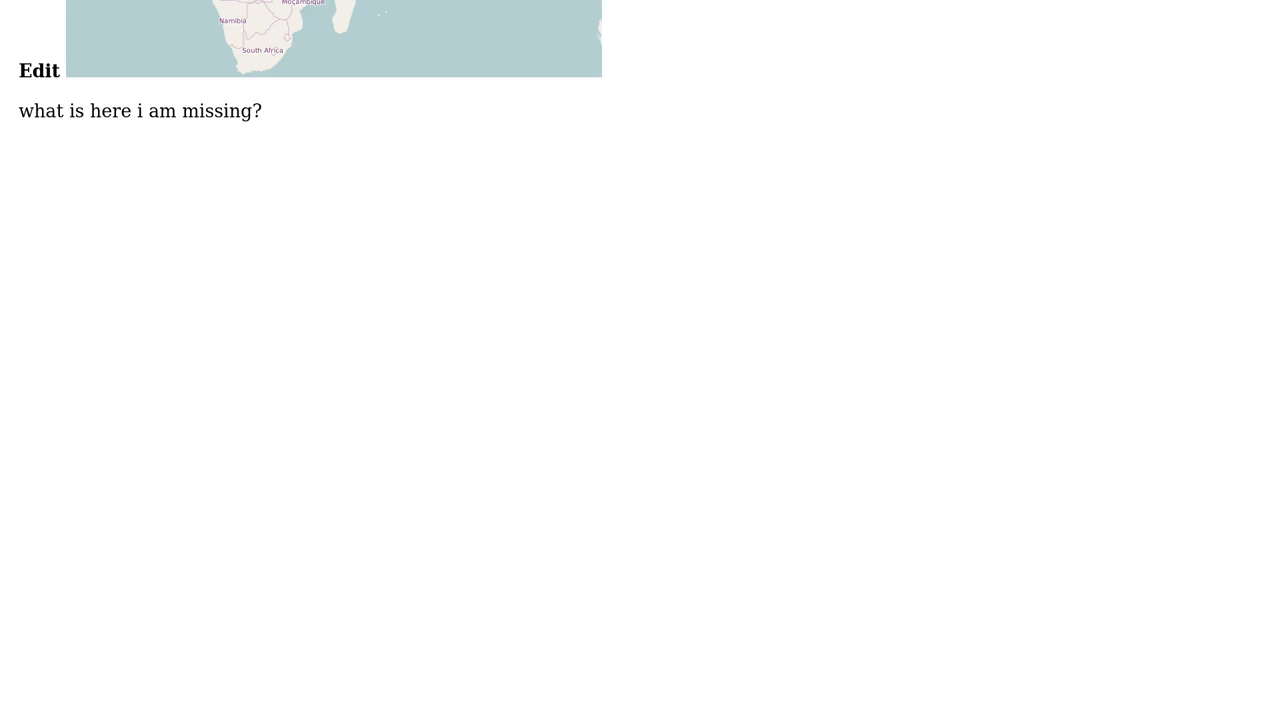 Moçambique
Namibia
South Africa
Edit
what is here i am missing?